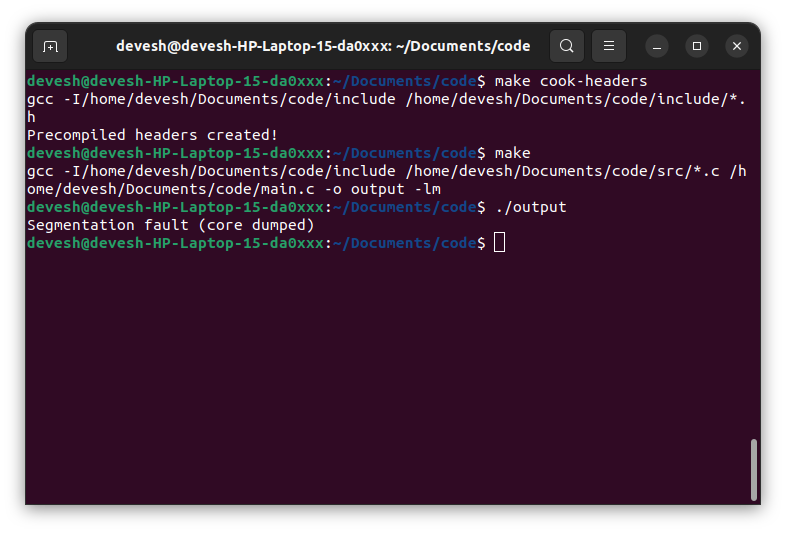 devesh@devesh-HP-Laptop-15-da0xxx: ~/Documents/code
devesh@devesh-HP-Laptop-15-da0xxx:~/Documents/code$ make cook-headers
gcc -I/home/devesh/Documents/code/include /home/devesh/Documents/code/include/*.
h
Precompiled headers created!
devesh@devesh-HP-Laptop-15-da0xxx:~/Documents/code$ make
gcc -I/home/devesh/Documents/code/include /home/devesh/Documents/code/src/*.c /h
ome/devesh/Documents/code/main.c -o output -lm
devesh@devesh-HP-Laptop-15-da0xxx:~/Documents/code$ ./output
Segmentation fault (core dumped)
devesh@devesh-HP-Laptop-15-da0xxx:~/Documents/code$